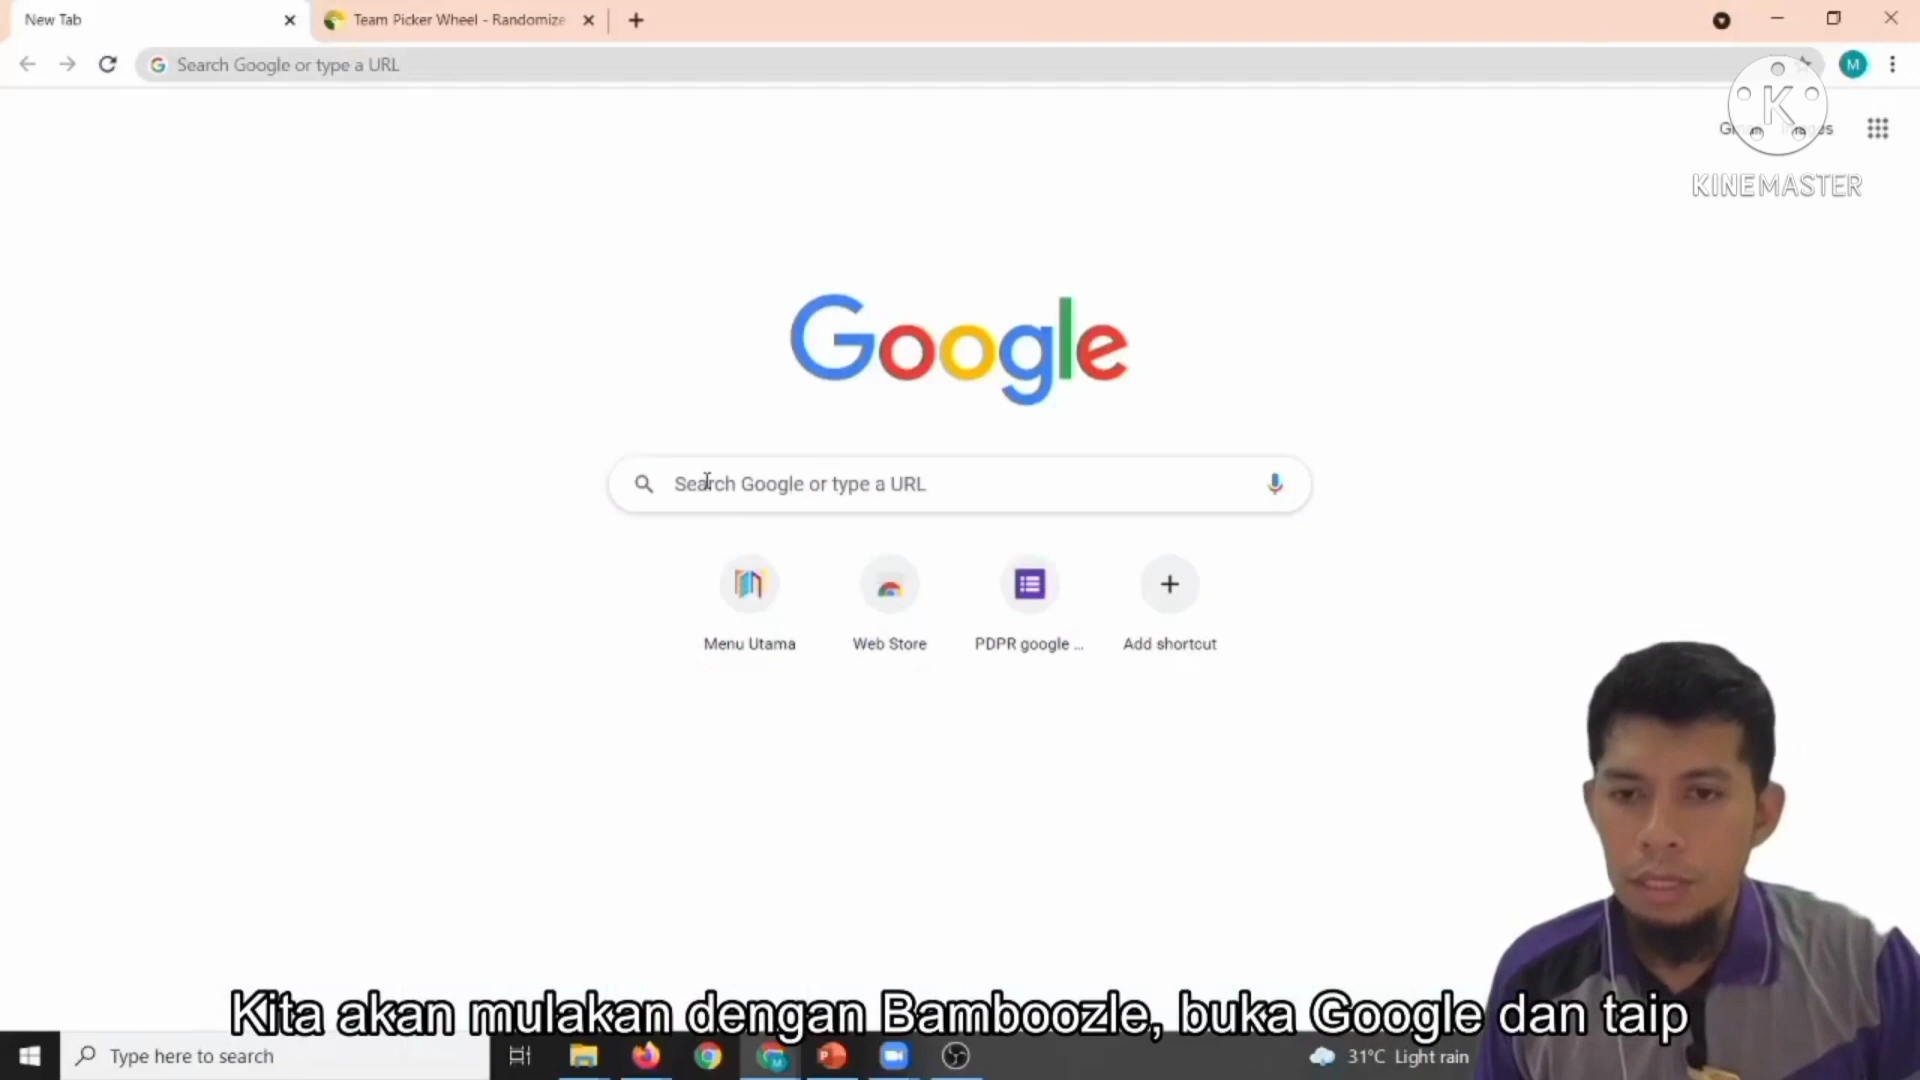 New Tab
Team Picker Wheel - Randomize
Search Google or type a URL
M
Gmail Images
K
KINEMASTER
Google
Search Google or type a URL
Menu Utama
Web Store
PDPR google ...
Add shortcut
Kita akan mulakan dengan Bamboozle, buka Google dan taip
Type here to search
31°C Light rain